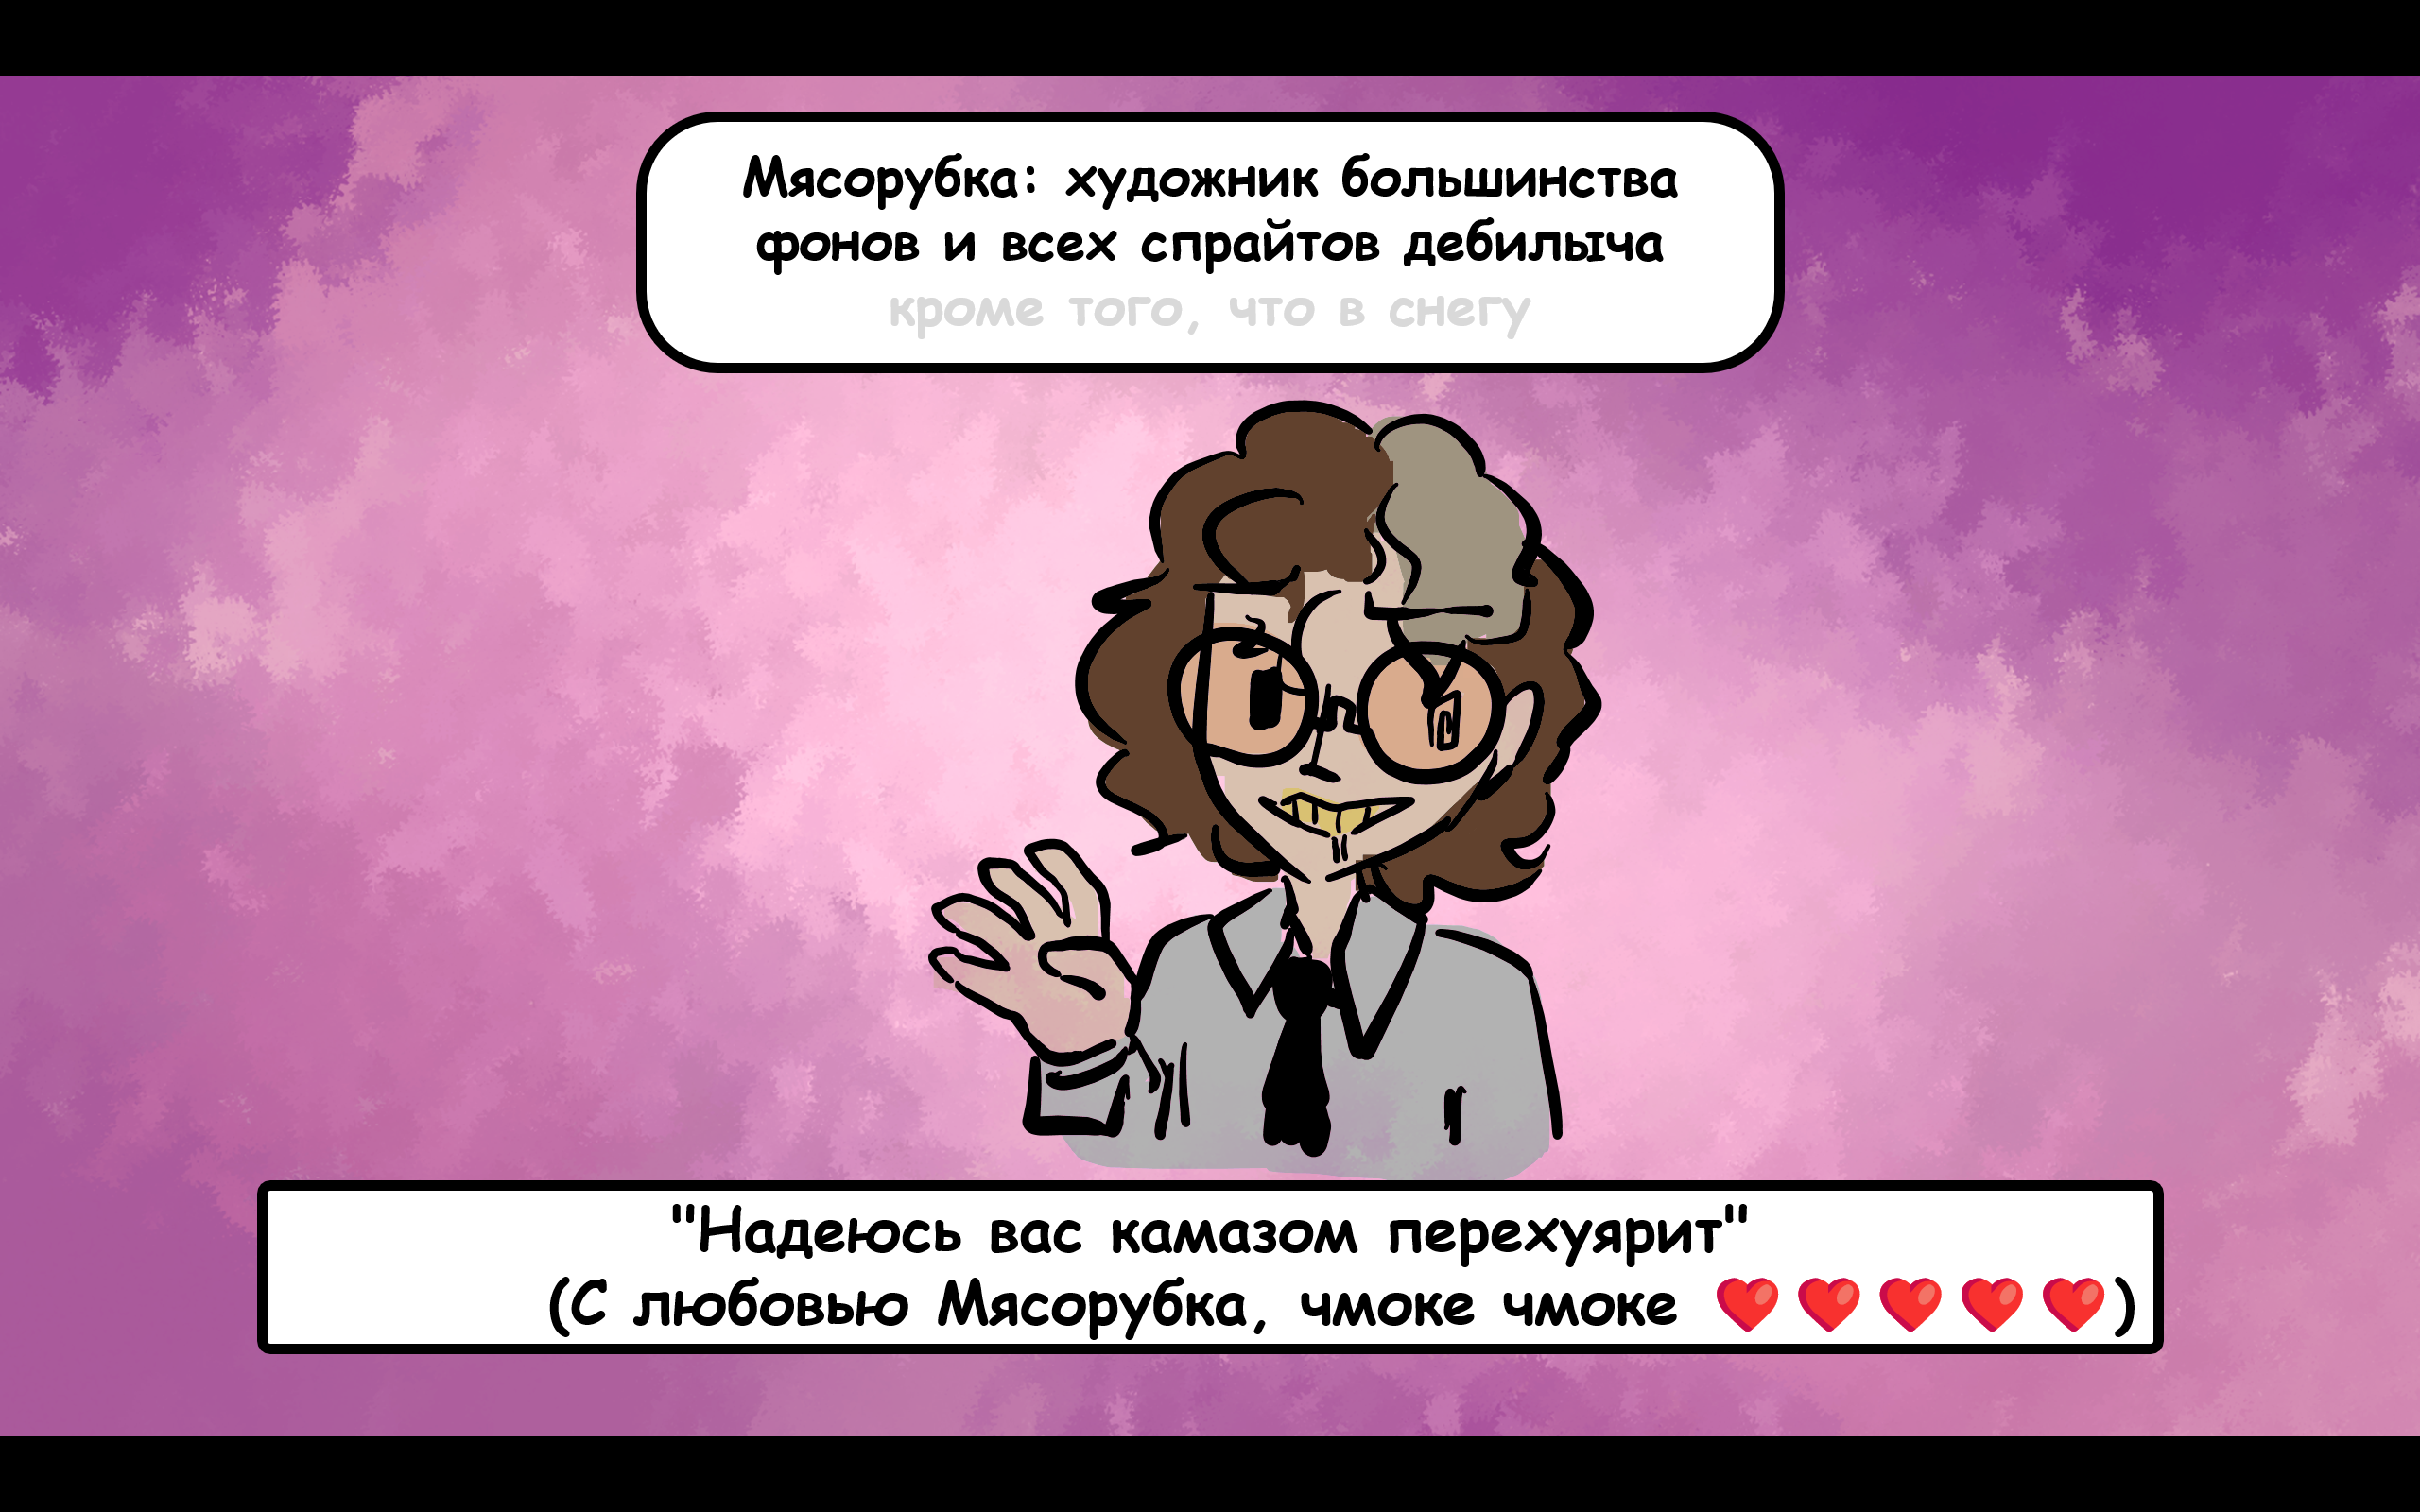 Мясорубка: художник большинства
фонов и всех спрайтов дебилыча
кроме того, что в снегу
"Надеюсь вас камазом перехуярит"
(С любовью Мясорубка, чмоке чмоке ❤️❤️❤️❤️❤️)